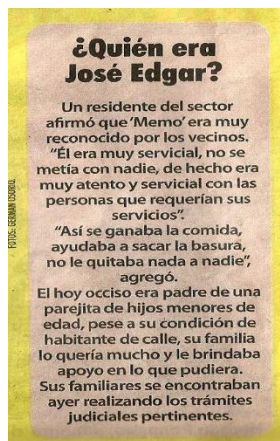 ¿Quién era
José Edgar?
Un residente del sector
afirmó que ‘Memo’ era muy
reconocido por los vecinos.
“Él era muy servicial, no se
metía con nadie, de hecho era
muy atento y servicial con las
personas que requerían sus
servicios”.
“Así se ganaba la comida,
ayudaba a sacar la basura,
no le quitaba nada a nadie”,
agregó.
El hoy occiso era padre de una
parejita de hijos menores de
edad, pese a su condición de
habitante de calle, su familia
lo quería mucho y le brindaba
apoyo en lo que pudiera.
Sus familiares se encontraban
ayer realizando los trámites
judiciales pertinentes.
FOTOS: GERMÁN OSORIO.